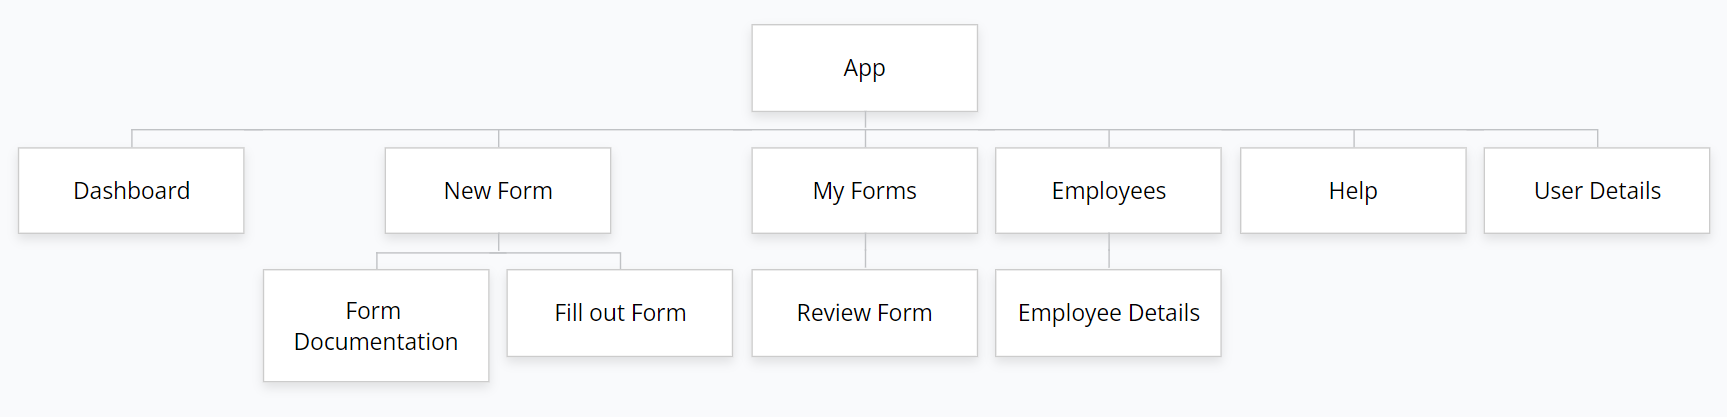 App
Dashboard
New Form
My Forms
Employees
Help
User Details
Form
Documentation
Fill out Form
Review Form
Employee Details